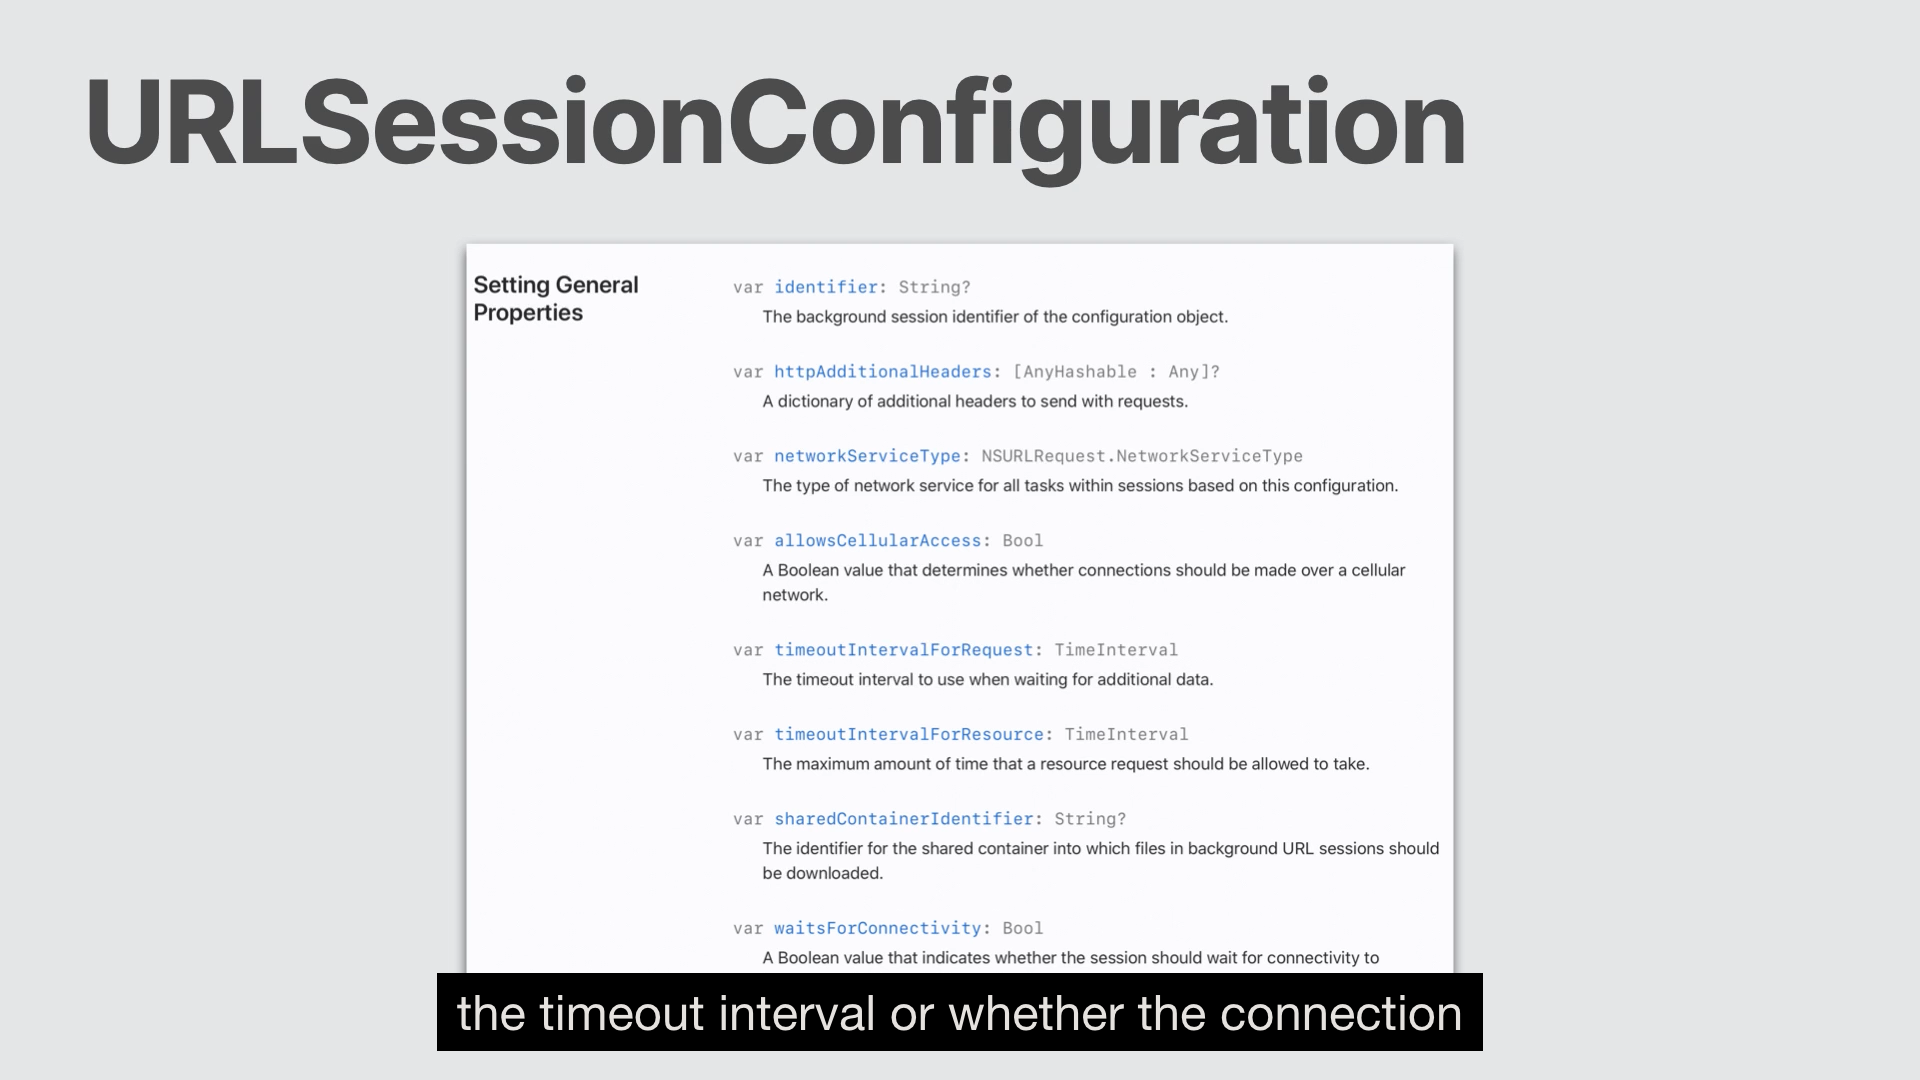 URLSessionConfiguration
Setting General
Properties
var identifier: String?
The background session identifier of the configuration object.
var httpAdditionalHeaders: [AnyHashable : Any]?
A dictionary of additional headers to send with requests.
var networkServiceType: NSURLRequest.NetworkServiceType
The type of network service for all tasks within sessions based on this configuration.
var allowsCellularAccess: Bool
A Boolean value that determines whether connections should be made over a cellular
network.
var timeoutIntervalForRequest: TimeInterval
The timeout interval to use when waiting for additional data.
var timeoutIntervalForResource: TimeInterval
The maximum amount of time that a resource request should be allowed to take.
var sharedContainerIdentifier: String?
The identifier for the shared container into which files in background URL sessions should
be downloaded.
var waitsForConnectivity: Bool
A Boolean value that indicates whether the session should wait for connectivity to
the timeout interval or whether the connection